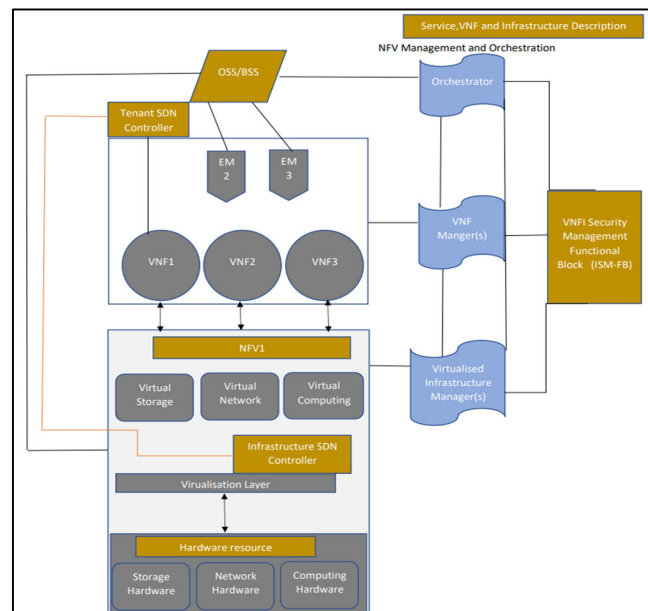 Service,VNF and Infrastructure Description
NFV Management and Orchestration
OSS/BSS
Orchestrator
Tenant SDN
Controller
EM
2
EM
3
VNF
Manger(s)
VNFI Security
Management
Functional
Block (ISM-FB)
VNF1
VNF2
VNF3
NFV1
Virtualised
Infrastructure
Manager(s)
Virtual
Storage
Virtual
Network
Virtual
Computing
Infrastructure SDN
Controller
Virualisation Layer
Hardware resource
Storage
Hardware
Network
Hardware
Computing
Hardware